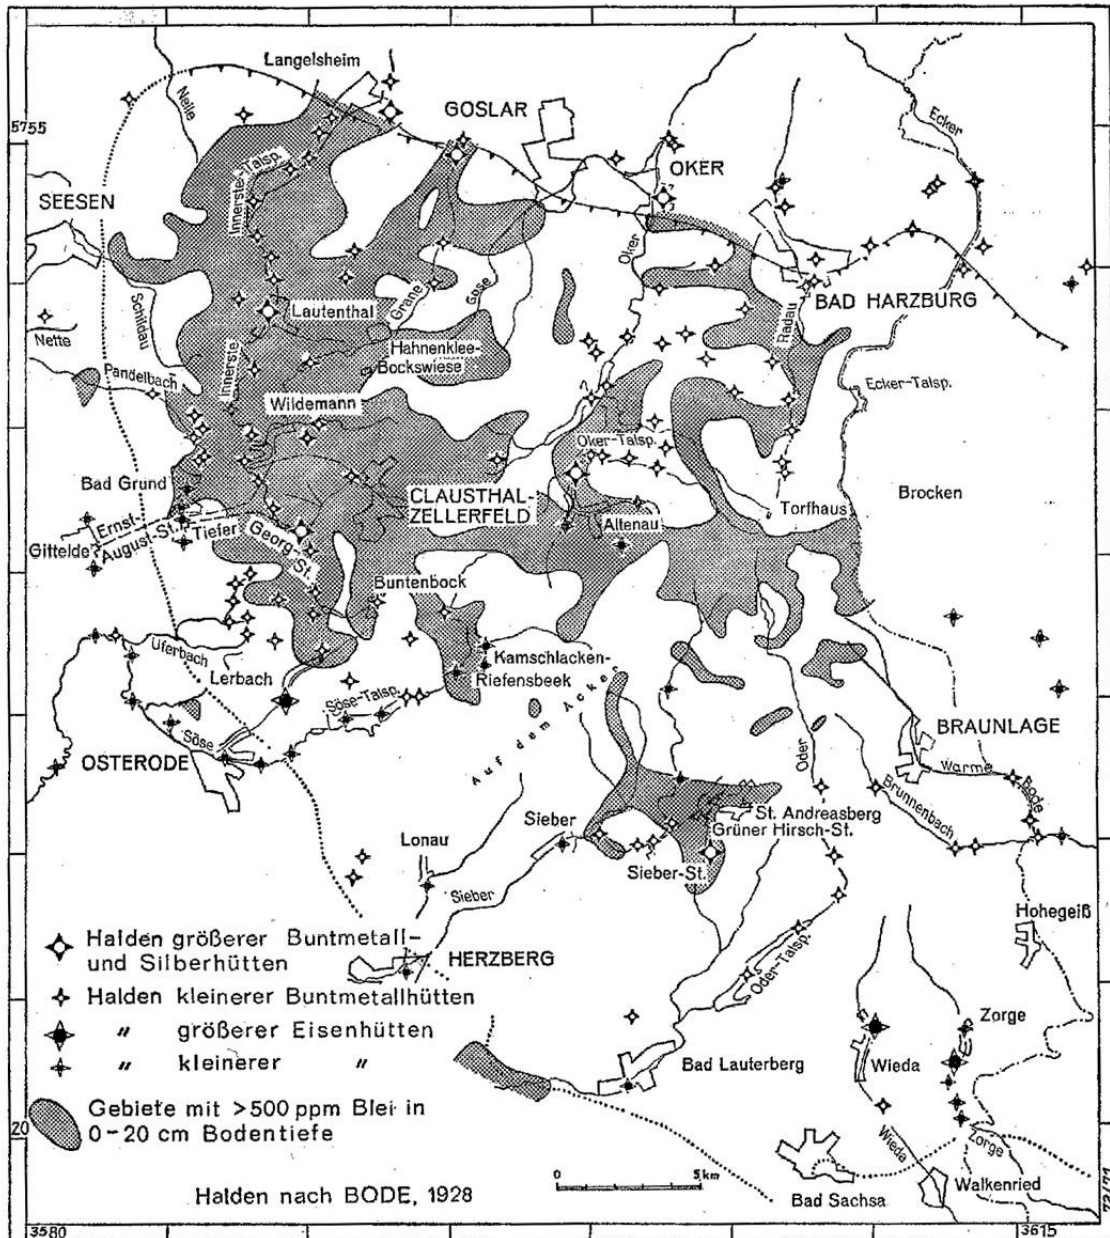 Langelsheim
GOSLAR
Ecker
Nelle
5755
OKER
Innerste-Talsp.
SEESEN
Oker
Schildau
Lautenthal
Grane
Gose
BAD HARZBURG
Radau
Nette
Hahnenklee-
Bockswiese
Pandelbach
Innerste
Ecker-Talsp.
Wildemann
Oker-Talsp.
Bad Grund
CLAUSTHAL-
ZELLERFELD
Brocken
Torfhaus
Altenau
Ernst-
August-St.
Tiefer
Georg-St.
Gittelde
Buntenbock
Uferbach
Lerbach
Kamschlacken-
Riefensbeek
Söse-Talsp.
Söse
OSTERODE
Auf dem Acker
Oder
BRAUNLAGE
Warme
Bode
Brunnenbach
St. Andreasberg
Grüner Hirsch-St.
Sieber
Sieber-St.
Lonau
Sieber
Hohegeiß
HERZBERG
Oder-Talsp.
Halden größerer Buntmetall-
und Silberhütten
Halden kleinerer Buntmetallhütten
" größerer Eisenhütten
" kleinerer "
Gebiete mit >500 ppm Blei in
0-20 cm Bodentiefe
Zorge
Bad Lauterberg
Wieda
20
Wieda
Zorge
0 5km
Halden nach BODE, 1928
Bad Sachsa
Walkenried
3580
3615